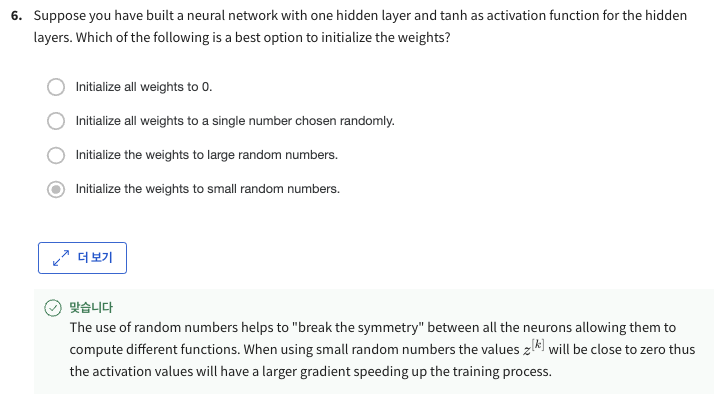 6. Suppose you have built a neural network with one hidden layer and tanh as activation function for the hidden
layers. Which of the following is a best option to initialize the weights?
Initialize all weights to 0.
Initialize all weights to a single number chosen randomly.
Initialize the weights to large random numbers.
Initialize the weights to small random numbers.
더 보기
맞습니다
The use of random numbers helps to "break the symmetry" between all the neurons allowing them to
compute different functions. When using small random numbers the values z^[k] will be close to zero thus
the activation values will have a larger gradient speeding up the training process.